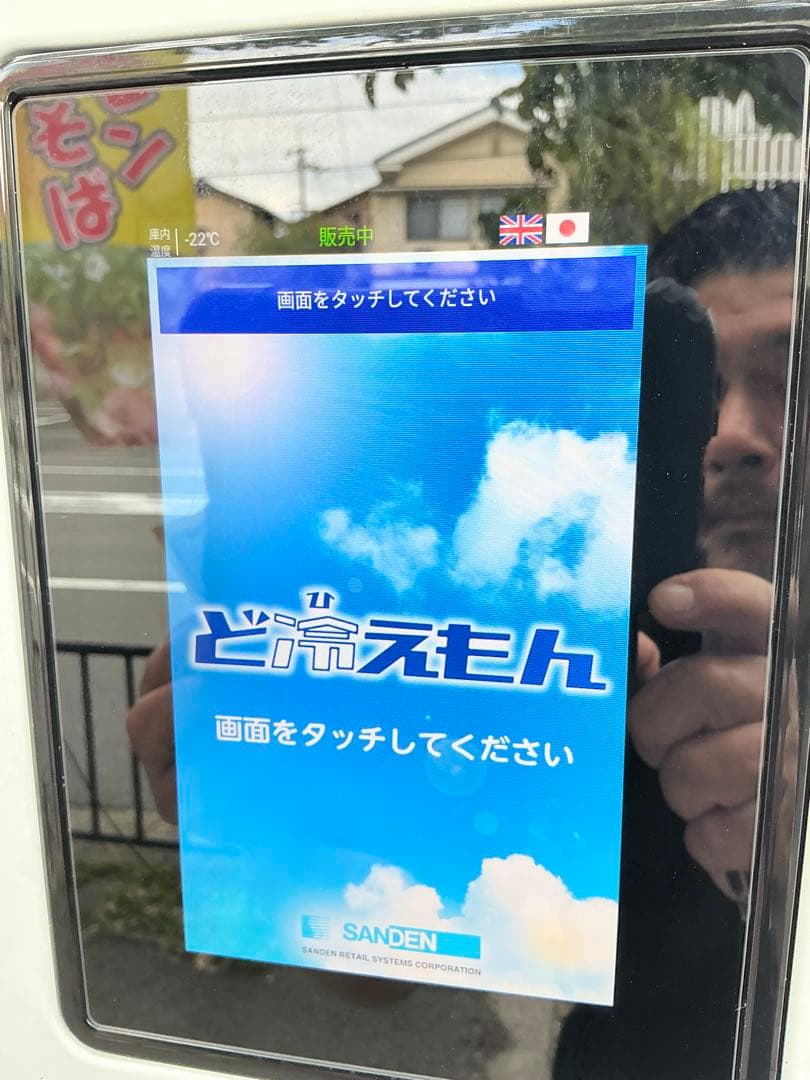 ン
そば
庫内
温度
-22℃
販売中
画面をタッチしてください
ヒ
ど冷えもん
画面をタッチしてください
SANDEN
SANDEN RETAIL SYSTEMS CORPORATION